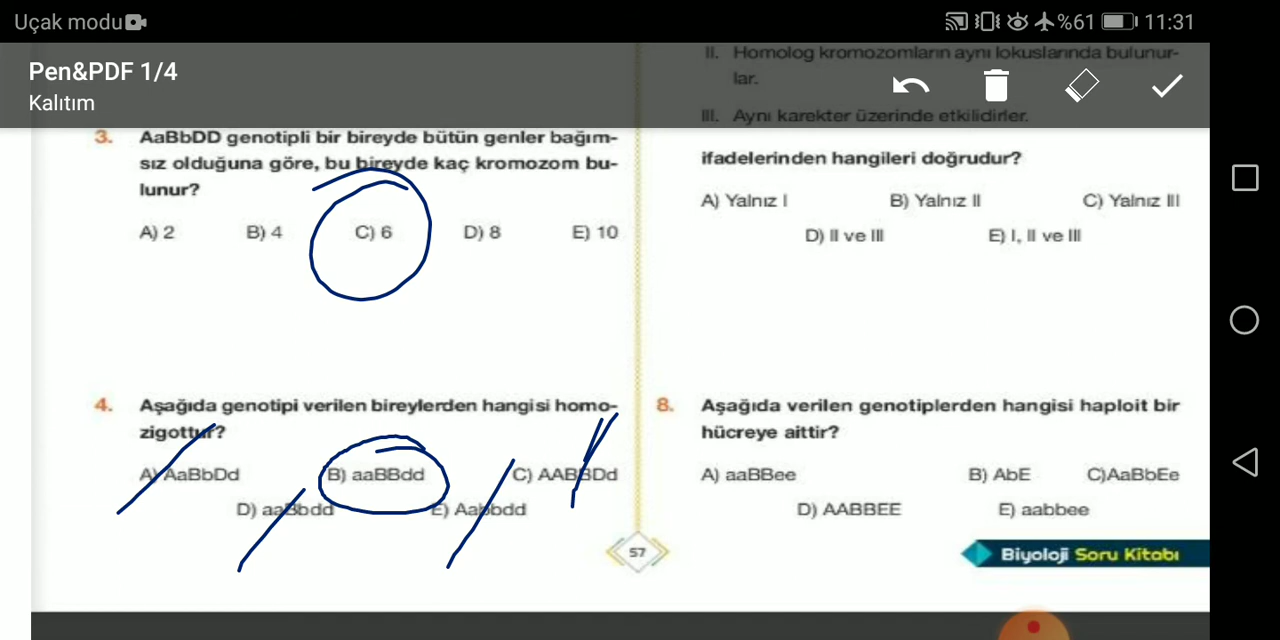 Uçak modu
%61 11:31
Pen&PDF 1/4
Kalıtım
3. AaBbDD genotipli bir bireyde bütün genler bağım-
sız olduğuna göre, bu bireyde kaç kromozom bu-
lunur?
A) 2 B) 4 C) 6 D) 8 E) 10
4. Aşağıda genotipi verilen bireylerden hangisi homo-
zigottur?
A) AaBbDd B) aaBBdd C) AABBDd
D) aaBbdd E) Aabbdd
II. Homolog kromozomların aynı lokuslarında bulunur-
lar.
III. Aynı karakter üzerinde etkilidirler.
ifadelerinden hangileri doğrudur?
A) Yalnız I B) Yalnız II C) Yalnız III
D) II ve III E) I, II ve III
8. Aşağıda verilen genotiplerden hangisi haploit bir
hücreye aittir?
A) aaBBee B) AbE C)AaBbEe
D) AABBEE E) aabbee
57
Biyoloji Soru Kitabı